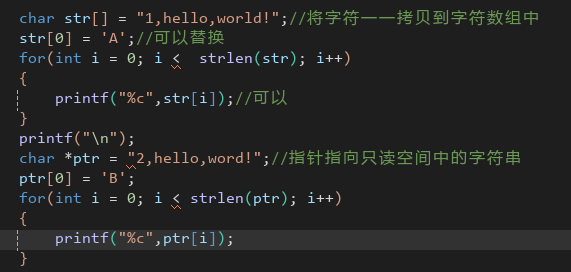 char str[] = "1,hello,world!";//将字符一一拷贝到字符数组中
str[0] = 'A';//可以替换
for(int i = 0; i <  strlen(str); i++)
{
    printf("%c",str[i]);//可以
}
printf("\n");
char *ptr = "2,hello,word!";//指针指向只读空间中的字符串
ptr[0] = 'B';
for(int i = 0; i < strlen(ptr); i++)
{
    printf("%c",ptr[i]);
}